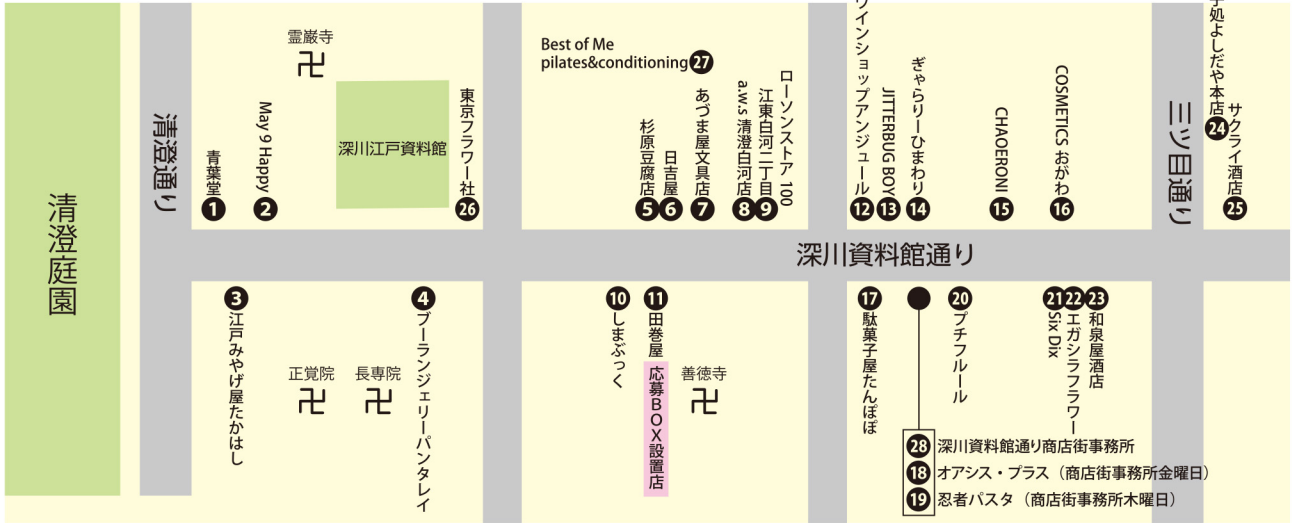 清澄庭園
清澄通り
霊巌寺
深川江戸資料館
青葉堂
1
May 9 Happy
2
東京フラワー社
26
Best of Me
pilates&conditioning 27
杉原豆腐店
5
日吉屋
6
あづま屋文具店
7
a.w.s 清澄白河店
8
江東白河二丁目
ローソンストア 100
9
ワインショップアンジュール
12
JITTERBUG BOY
13
ぎゃらりーひまわり
14
CHAOERONI
15
COSMETICS おがわ
16
三ツ目通り
処よしだや本店
24
サクライ酒店
25
深川資料館通り
3
江戸みやげ屋たかはし
正覚院
長専院
4
ブーランジェリーパンタレイ
10
しまぶっく
11
田巻屋
応募BOX設置店
善徳寺
17
駄菓子屋たんぽぽ
20
プチフルール
21
Six Dix
22
エガシラフラワー
23
和泉屋酒店
28 深川資料館通り商店街事務所
18 オアシス・プラス（商店街事務所金曜日）
19 忍者パスタ（商店街事務所木曜日）